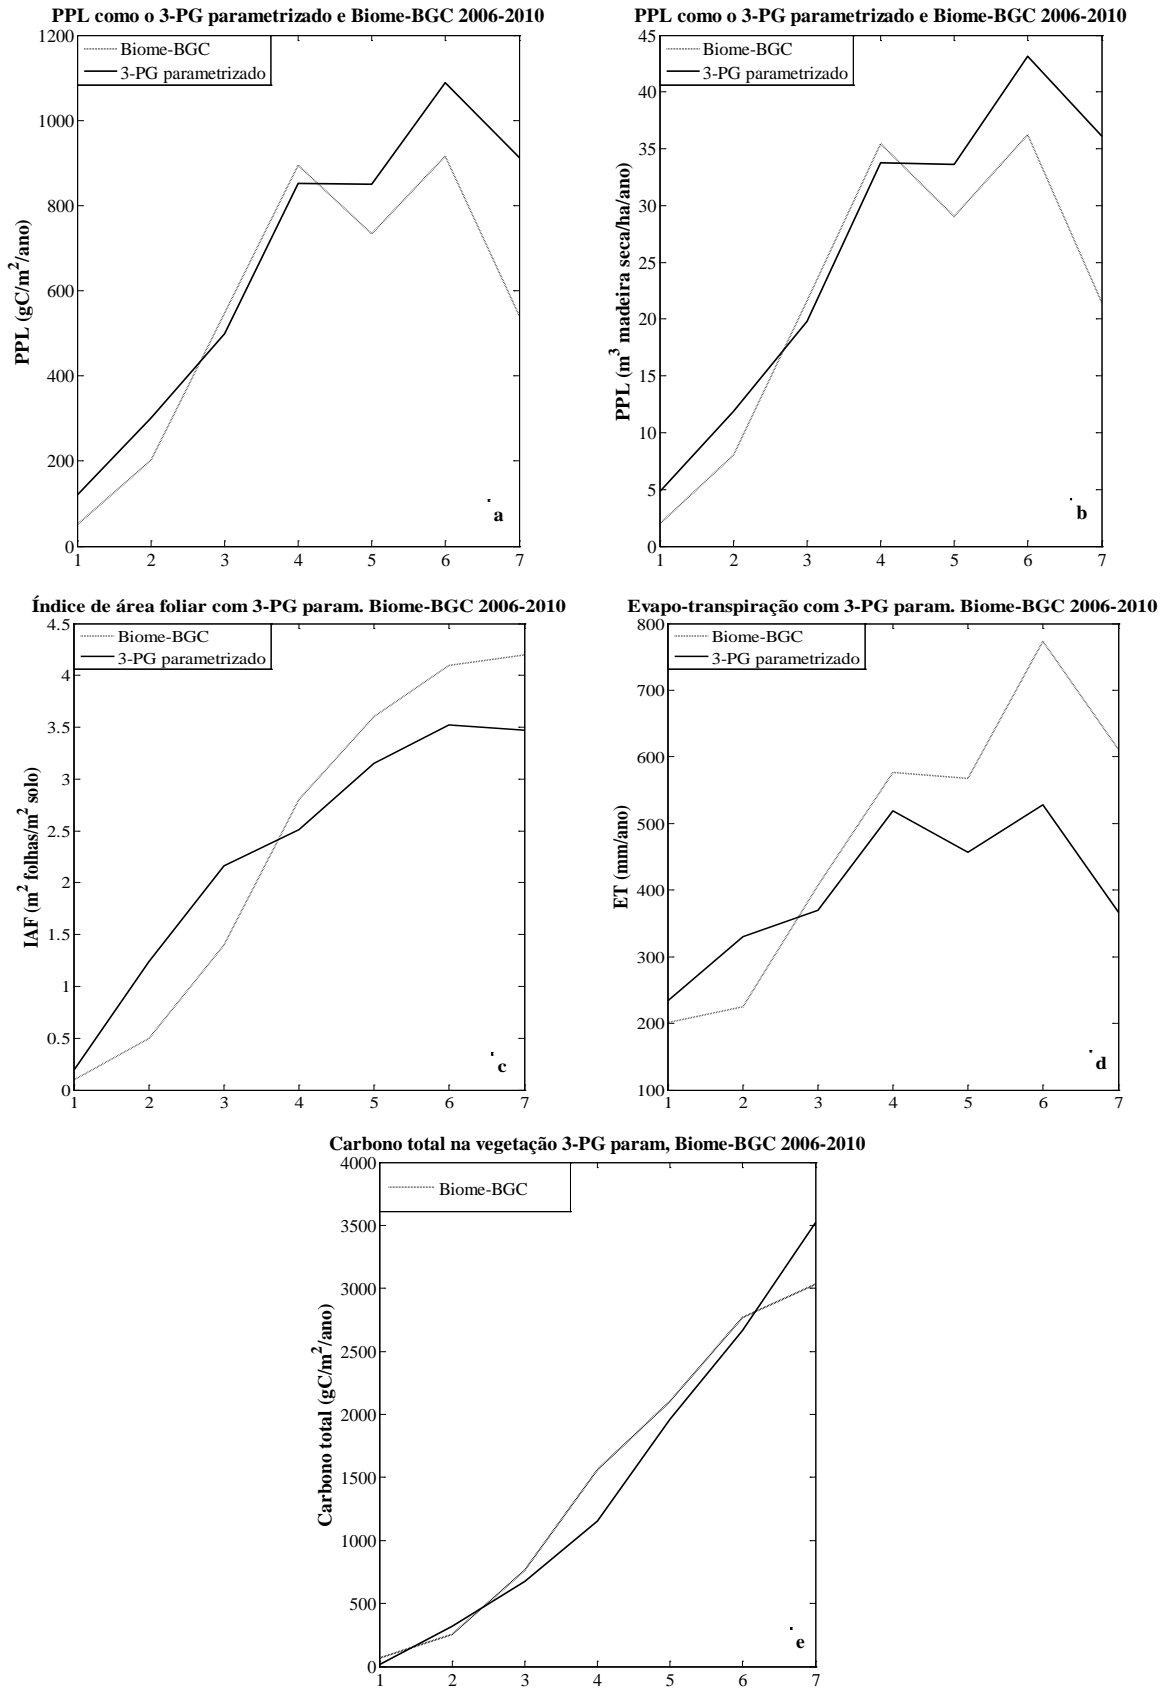 PPL como o 3-PG parametrizado e Biome-BGC 2006-2010
1200
1000
800
600
400
200
0
PPL (gC/m²/ano)
Biome-BGC
3-PG parametrizado
a
1 2 3 4 5 6 7
PPL como o 3-PG parametrizado e Biome-BGC 2006-2010
45
40
35
30
25
20
15
10
5
0
PPL (m³ madeira seca/ha/ano)
Biome-BGC
3-PG parametrizado
b
1 2 3 4 5 6 7
Índice de área foliar com 3-PG param. Biome-BGC 2006-2010
4.5
4
3.5
3
2.5
2
1.5
1
0.5
0
IAF (m² folhas/m² solo)
Biome-BGC
3-PG parametrizado
c
1 2 3 4 5 6 7
Evapo-transpiração com 3-PG param. Biome-BGC 2006-2010
800
700
600
500
400
300
200
100
ET (mm/ano)
Biome-BGC
3-PG parametrizado
d
1 2 3 4 5 6 7
Carbono total na vegetação 3-PG param, Biome-BGC 2006-2010
4000
3500
3000
2500
2000
1500
1000
500
0
Carbono total (gC/m²/ano)
Biome-BGC
e
1 2 3 4 5 6 7